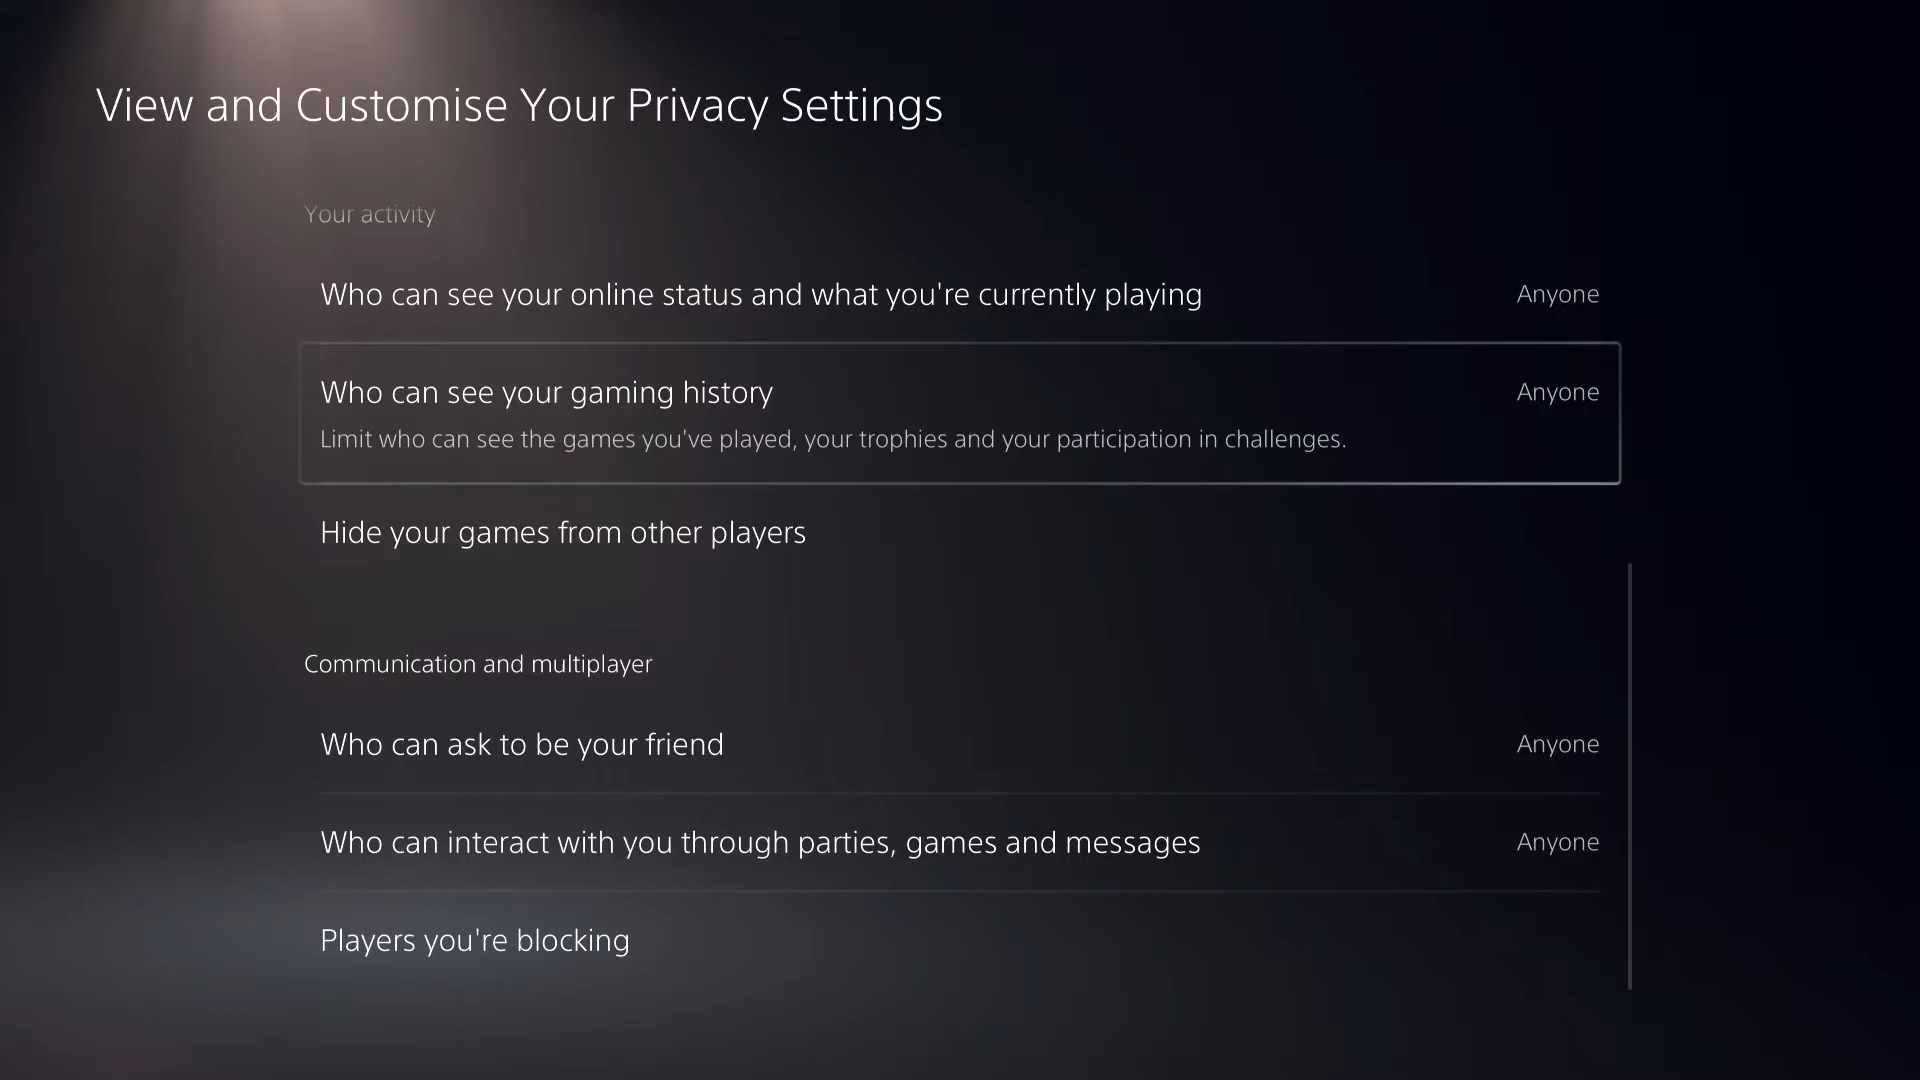 View and Customise Your Privacy Settings
Your activity
Who can see your online status and what you're currently playing
Anyone
Who can see your gaming history
Anyone
Limit who can see the games you've played, your trophies and your participation in challenges.
Hide your games from other players
Communication and multiplayer
Who can ask to be your friend
Anyone
Who can interact with you through parties, games and messages
Anyone
Players you're blocking